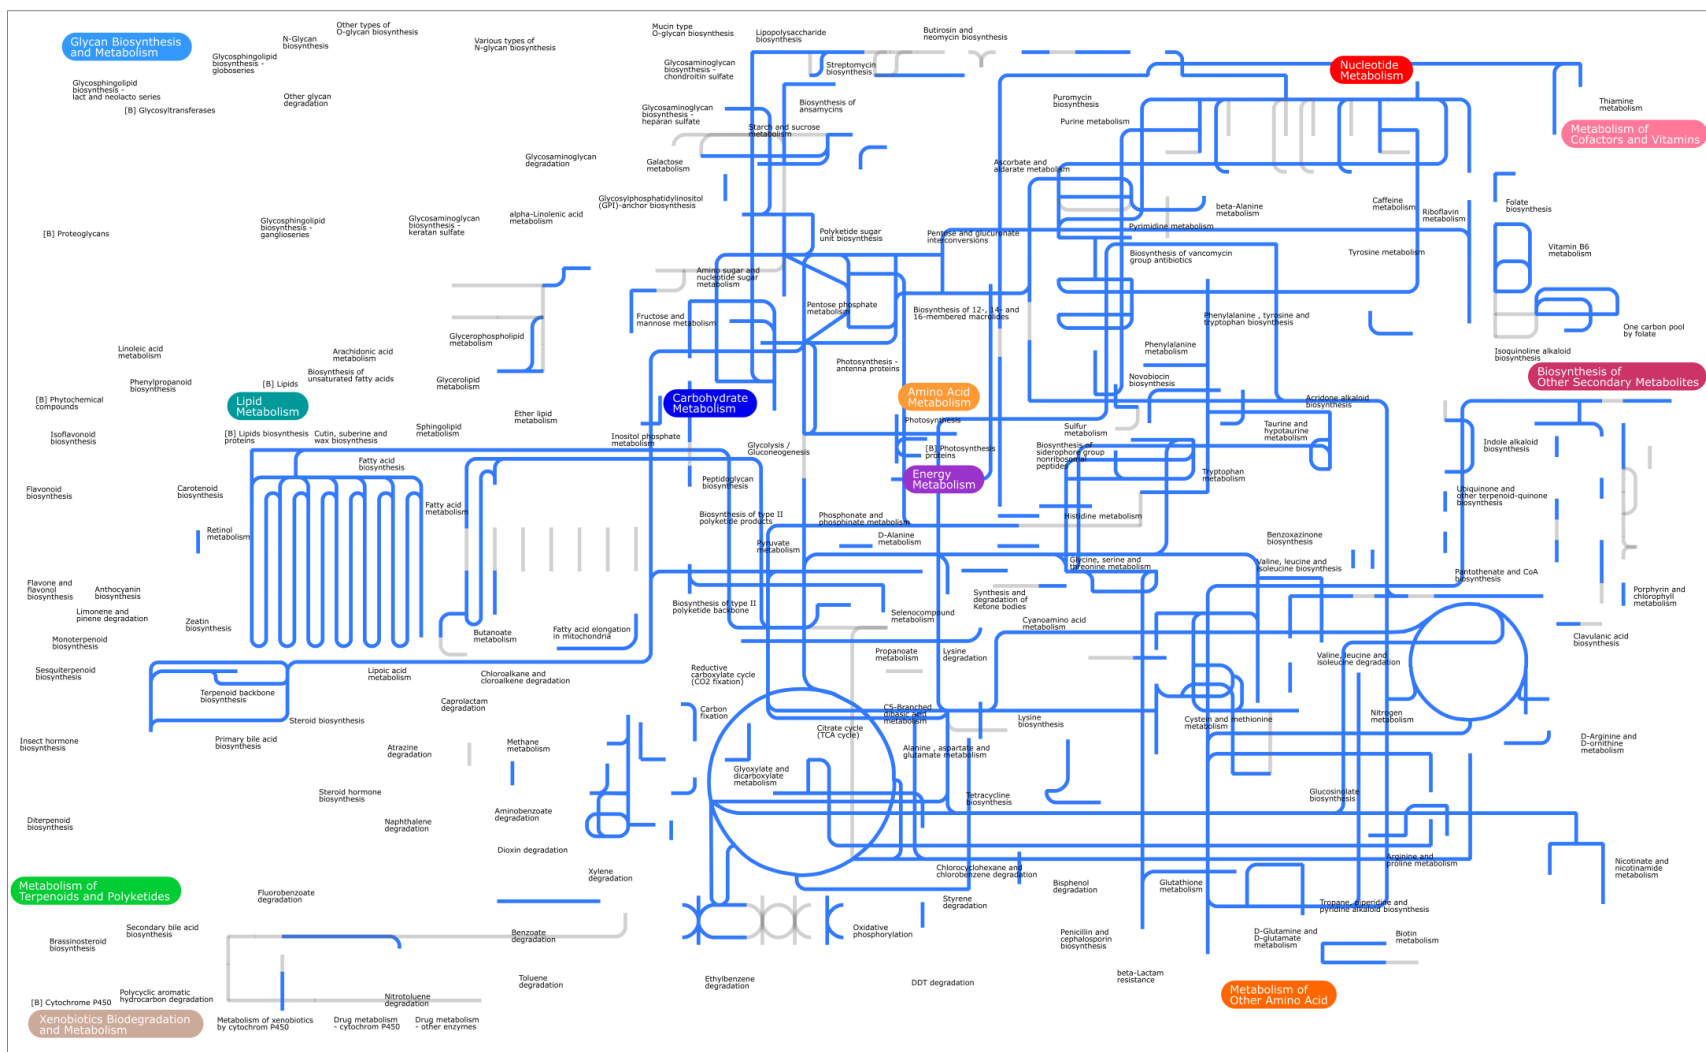 Glycan Biosynthesis
and Metabolism
Glycosphingolipid
biosynthesis -
globoseries
N-Glycan
biosynthesis
Other types of
O-glycan biosynthesis
Various types of
N-glycan biosynthesis
Mucin type
O-glycan biosynthesis
Lipopolysaccharide
biosynthesis
Butirosin and
neomycin biosynthesis
Glycosphingolipid
biosynthesis -
lact and neolacto series
[B] Glycosyltransferases
Other glycan
degradation
Glycosaminoglycan
biosynthesis -
chondroitin sulfate
Streptomycin
biosynthesis
Nucleotide
Metabolism
Glycosaminoglycan
biosynthesis -
heparan sulfate
Biosynthesis of
ansamycins
Puromycin
biosynthesis
Thiamine
metabolism
Starch and sucrose
metabolism
Purine metabolism
Metabolism of
Cofactors and Vitamins
Glycosaminoglycan
degradation
Galactose
metabolism
Ascorbate and
aldarate metabolism
Glycosylphosphatidylinositol
(GPI)-anchor biosynthesis
beta-Alanine
metabolism
Caffeine
metabolism
Riboflavin
metabolism
Folate
biosynthesis
[B] Proteoglycans
Glycosphingolipid
biosynthesis -
ganglioseries
Glycosaminoglycan
biosynthesis -
keratan sulfate
alpha-Linolenic acid
metabolism
Polyketide sugar
unit biosynthesis
Pentose and glucuronate
interconversions
Pyrimidine metabolism
Biosynthesis of vancomycin
group antibiotics
Tyrosine metabolism
Vitamin B6
metabolism
Amino sugar and
nucleotide sugar
metabolism
Pentose phosphate
metabolism
Biosynthesis of 12-, 14- and
16-membered macrolides
Phenylalanine , tyrosine and
tryptophan biosynthesis
Fructose and
mannose metabolism
One carbon pool
by folate
Linoleic acid
metabolism
Arachidonic acid
metabolism
Glycerophospholipid
metabolism
Phenylalanine
metabolism
Isoquinoline alkaloid
biosynthesis
Phenylpropanoid
biosynthesis
[B] Lipids
Biosynthesis of
unsaturated fatty acids
Glycerolipid
metabolism
Photosynthesis -
antenna proteins
Novobiocin
biosynthesis
Biosynthesis of
Other Secondary Metabolites
[B] Phytochemical
compounds
Lipid
Metabolism
Carbohydrate
Metabolism
Amino Acid
Metabolism
Acridone alkaloid
biosynthesis
Isoflavonoid
biosynthesis
[B] Lipids biosynthesis
proteins
Cutin, suberine and
wax biosynthesis
Sphingolipid
metabolism
Ether lipid
metabolism
Inositol phosphate
metabolism
Glycolysis /
Gluconeogenesis
Photosynthesis
[B] Photosynthesis
proteins
Sulfur
metabolism
Biosynthesis of
siderophore group
nonribosomal
peptides
Taurine and
hypotaurine
metabolism
Indole alkaloid
biosynthesis
Fatty acid
biosynthesis
Energy
Metabolism
Tryptophan
metabolism
Flavonoid
biosynthesis
Carotenoid
biosynthesis
Peptidoglycan
biosynthesis
Ubiquinone and
other terpenoid-quinone
biosynthesis
Retinol
metabolism
Fatty acid
metabolism
Biosynthesis of type II
polyketide products
Phosphonate and
phosphinate metabolism
Histidine metabolism
Pyruvate
metabolism
D-Alanine
metabolism
Benzoxazinone
biosynthesis
Flavone and
flavonol
biosynthesis
Anthocyanin
biosynthesis
Glycine, serine and
threonine metabolism
Valine, leucine and
isoleucine biosynthesis
Pantothenate and CoA
biosynthesis
Limonene and
pinene degradation
Biosynthesis of type II
polyketide backbone
Synthesis and
degradation of
Ketone bodies
Porphyrin and
chlorophyll
metabolism
Monoterpenoid
biosynthesis
Zeatin
biosynthesis
Butanoate
metabolism
Fatty acid elongation
in mitochondria
Selenocompound
metabolism
Cyanoamino acid
metabolism
Clavulanic acid
biosynthesis
Sesquiterpenoid
biosynthesis
Lipoic acid
metabolism
Chloroalkane and
cloroalkene degradation
Reductive
carboxylate cycle
(CO2 fixation)
Propanoate
metabolism
Lysine
degradation
Valine, leucine and
isoleucine degradation
Terpenoid backbone
biosynthesis
Steroid biosynthesis
Caprolactam
degradation
Carbon
fixation
Citrate cycle
(TCA cycle)
C5-Branched
dibasic acid
metabolism
Lysine
biosynthesis
Cystein and methionine
metabolism
Nitrogen
metabolism
Insect hormone
biosynthesis
Primary bile acid
biosynthesis
Atrazine
degradation
Methane
metabolism
Alanine , aspartate and
glutamate metabolism
D-Arginine and
D-ornithine
metabolism
Glyoxylate and
dicarboxylate
metabolism
Steroid hormone
biosynthesis
Tetracycline
biosynthesis
Glucosinolate
biosynthesis
Diterpenoid
biosynthesis
Naphthalene
degradation
Aminobenzoate
degradation
Dioxin degradation
Xylene
degradation
Chlorocyclohexane and
chlorobenzene degradation
Arginine and
proline metabolism
Nicotinate and
nicotinamide
metabolism
Metabolism of
Terpenoids and Polyketides
Fluorobenzoate
degradation
Styrene
degradation
Bisphenol
degradation
Glutathione
metabolism
Tropane, piperidine and
pyridine alkaloid biosynthesis
Brassinosteroid
biosynthesis
Secondary bile acid
biosynthesis
Benzoate
degradation
Oxidative
phosphorylation
Penicillin and
cephalosporin
biosynthesis
D-Glutamine and
D-glutamate
metabolism
Biotin
metabolism
Toluene
degradation
Ethylbenzene
degradation
DDT degradation
beta-Lactam
resistance
Metabolism of
Other Amino Acid
[B] Cytochrome P450
Polycyclic aromatic
hydrocarbon degradation
Nitrotoluene
degradation
Xenobiotics Biodegradation
and Metabolism
Metabolism of xenobiotics
by cytochrom P450
Drug metabolism
- cytochrom P450
Drug metabolism
- other enzymes